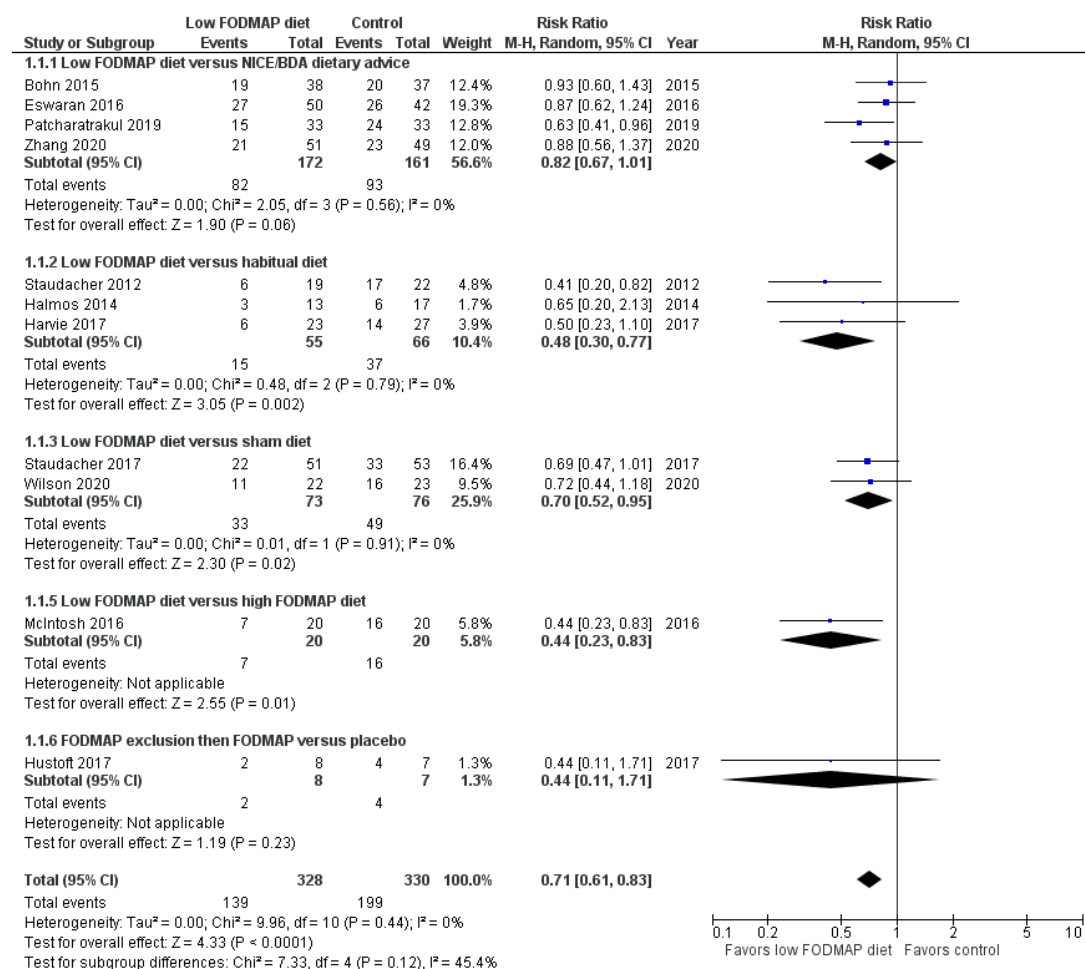 Low FODMAP diet Control Risk Ratio Risk Ratio
Study or Subgroup Events Total Events Total Weight M-H, Random, 95% CI Year M-H, Random, 95% CI
1.1.1 Low FODMAP diet versus NICE/BDA dietary advice
Bohn 2015 19 38 20 37 12.4% 0.93 [0.60, 1.43] 2015
Eswaran 2016 27 50 26 42 19.3% 0.87 [0.62, 1.24] 2016
Patcharatrakul 2019 15 33 24 33 12.8% 0.63 [0.41, 0.96] 2019
Zhang 2020 21 51 23 49 12.0% 0.88 [0.56, 1.37] 2020
Subtotal (95% CI) 172 161 56.6% 0.82 [0.67, 1.01]
Total events 82 93
Heterogeneity: Tau² = 0.00; Chi² = 2.05, df = 3 (P = 0.56); I² = 0%
Test for overall effect: Z = 1.90 (P = 0.06)
1.1.2 Low FODMAP diet versus habitual diet
Staudacher 2012 6 19 17 22 4.8% 0.41 [0.20, 0.82] 2012
Halmos 2014 3 13 6 17 1.7% 0.65 [0.20, 2.13] 2014
Harvie 2017 6 23 14 27 3.9% 0.50 [0.23, 1.10] 2017
Subtotal (95% CI) 55 66 10.4% 0.48 [0.30, 0.77]
Total events 15 37
Heterogeneity: Tau² = 0.00; Chi² = 0.48, df = 2 (P = 0.79); I² = 0%
Test for overall effect: Z = 3.05 (P = 0.002)
1.1.3 Low FODMAP diet versus sham diet
Staudacher 2017 22 51 33 53 16.4% 0.69 [0.47, 1.01] 2017
Wilson 2020 11 22 16 23 9.5% 0.72 [0.44, 1.18] 2020
Subtotal (95% CI) 73 76 25.9% 0.70 [0.52, 0.95]
Total events 33 49
Heterogeneity: Tau² = 0.00; Chi² = 0.01, df = 1 (P = 0.91); I² = 0%
Test for overall effect: Z = 2.30 (P = 0.02)
1.1.5 Low FODMAP diet versus high FODMAP diet
McIntosh 2016 7 20 16 20 5.8% 0.44 [0.23, 0.83] 2016
Subtotal (95% CI) 20 20 5.8% 0.44 [0.23, 0.83]
Total events 7 16
Heterogeneity: Not applicable
Test for overall effect: Z = 2.55 (P = 0.01)
1.1.6 FODMAP exclusion then FODMAP versus placebo
Hustoft 2017 2 8 4 7 1.3% 0.44 [0.11, 1.71] 2017
Subtotal (95% CI) 8 7 1.3% 0.44 [0.11, 1.71]
Total events 2 4
Heterogeneity: Not applicable
Test for overall effect: Z = 1.19 (P = 0.23)
Total (95% CI) 328 330 100.0% 0.71 [0.61, 0.83]
Total events 139 199
Heterogeneity: Tau² = 0.00; Chi² = 9.96, df = 10 (P = 0.44); I² = 0%
Test for overall effect: Z = 4.33 (P < 0.0001)
Test for subgroup differences: Chi² = 7.33, df = 4 (P = 0.12), I² = 45.4%
0.1 0.2 0.5 1 2 5 10
Favors low FODMAP diet Favors control